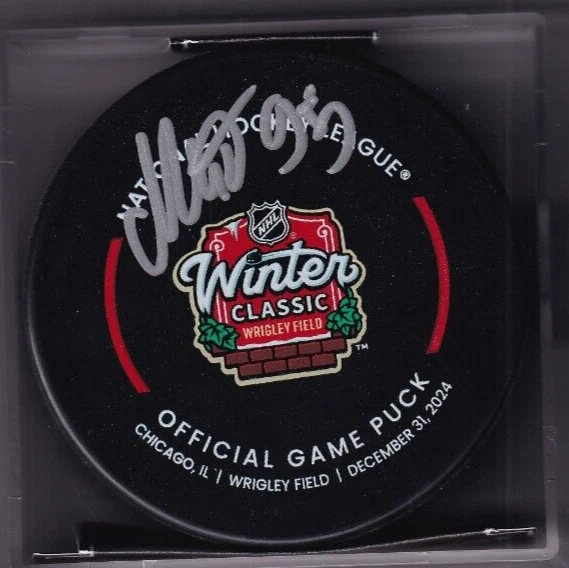 NATIONAL HOCKEY LEAGUE®
NHL
Winter
CLASSIC
WRIGLEY FIELD
TM
OFFICIAL GAME PUCK
CHICAGO, IL | WRIGLEY FIELD | DECEMBER 31, 2024